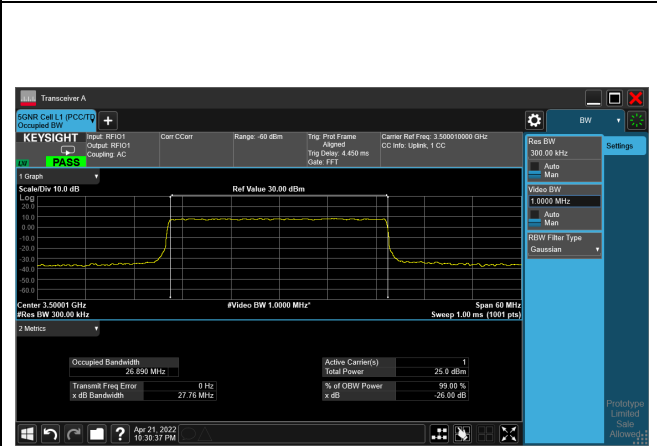 Transceiver A
5GNR Cell L1 (PCC/TD
Occupied BW
BW
KEYSIGHT
Input: RFIO1
Output: RFIO1
Coupling: AC
Corr CCorr
Range: -60 dBm
Trig: Prot Frame
Aligned
Trig Delay: 4.450 ms
Gate: FFT
Carrier Ref Freq: 3.500010000 GHz
CC Info: Uplink, 1 CC
LXI
PASS
Res BW
300.00 kHz
Auto
Man
Video BW
1.0000 MHz
Auto
Man
RBW Filter Type
Gaussian
Settings
1 Graph
Scale/Div 10.0 dB
Ref Value 30.00 dBm
Log
20.0
10.0
0.00
-10.0
-20.0
-30.0
-40.0
-50.0
-60.0
Center 3.50001 GHz
#Video BW 1.0000 MHz*
Span 60 MHz
#Res BW 300.00 kHz
Sweep 1.00 ms (1001 pts)
2 Metrics
Occupied Bandwidth
26.890 MHz
Active Carrier(s) 1
Total Power 25.0 dBm
Transmit Freq Error 0 Hz
x dB Bandwidth 27.76 MHz
% of OBW Power 99.00 %
x dB -26.00 dB
Prototype
Limited
Sale
Allowed
?
Apr 21, 2022
10:30:37 PM